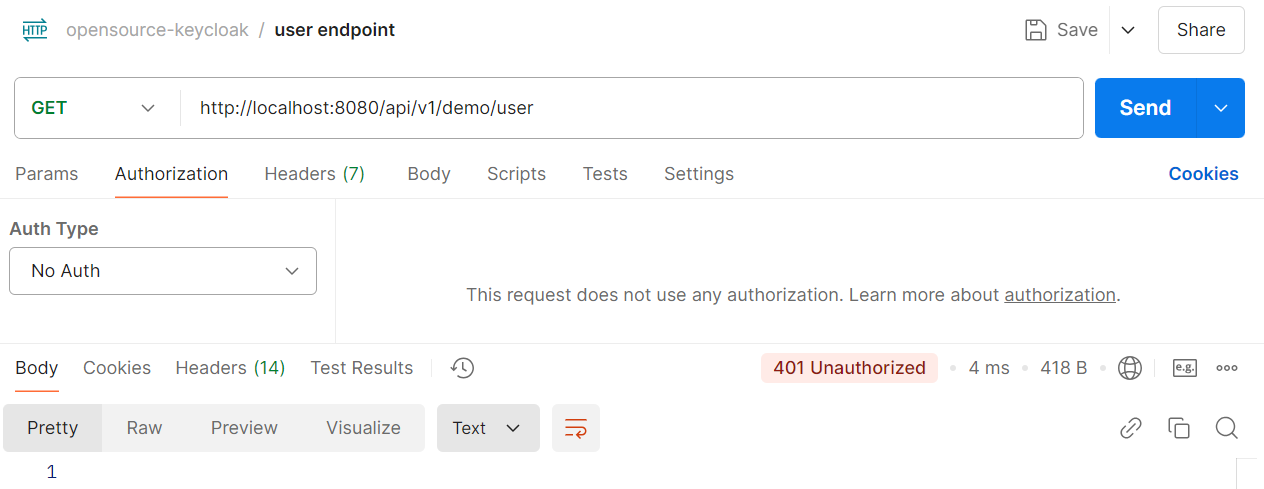 HTTP opensource-keycloak / user endpoint Save Share
GET http://localhost:8080/api/v1/demo/user Send
Params Authorization Headers (7) Body Scripts Tests Settings Cookies
Auth Type
No Auth
This request does not use any authorization. Learn more about authorization.
Body Cookies Headers (14) Test Results 401 Unauthorized • 4 ms • 418 B • e.g.
Pretty Raw Preview Visualize Text
1